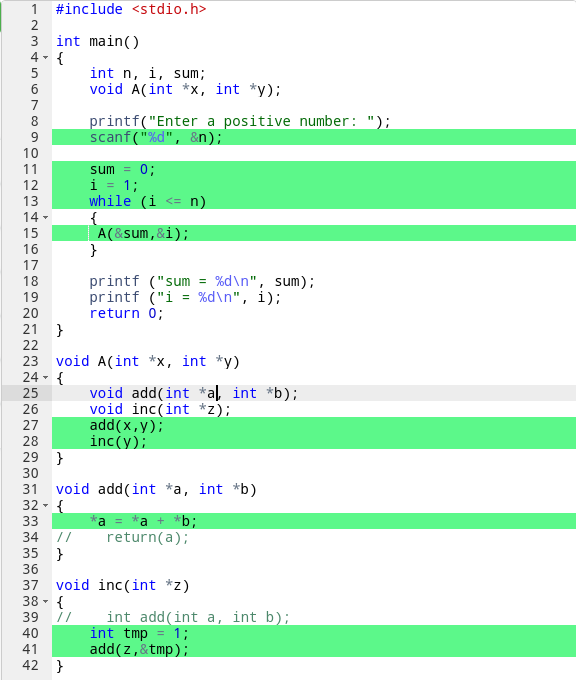 1 #include <stdio.h>
2
3 int main()
4 {
5     int n, i, sum;
6     void A(int *x, int *y);
7
8     printf("Enter a positive number: ");
9     scanf("%d", &n);
10
11     sum = 0;
12     i = 1;
13     while (i <= n)
14     {
15      A(&sum,&i);
16     }
17
18     printf ("sum = %d\n", sum);
19     printf ("i = %d\n", i);
20     return 0;
21 }
22
23 void A(int *x, int *y)
24 {
25     void add(int *a, int *b);
26     void inc(int *z);
27     add(x,y);
28     inc(y);
29 }
30
31 void add(int *a, int *b)
32 {
33     *a = *a + *b;
34 //    return(a);
35 }
36
37 void inc(int *z)
38 {
39 //    int add(int a, int b);
40     int tmp = 1;
41     add(z,&tmp);
42 }